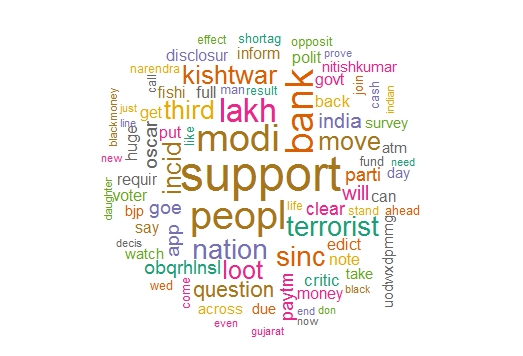 effect shortag opposit
disclosur inform polit prove
narendra call kishtwar bank govt nitishkumar
fishi full man result back join cash indian
blackmoney just get third lakh india survey
line huge oscar put like modi move atm
new incid support fund need
daughter requir parti day
voter goe peopl life will can
bjp app clear stand ahead
say nation terrorist
decis watch sinc edict uodwxdpmmg
obqrhlnsl loot critic note
wed come question paytm money take black
across due
even end don
now
gujarat